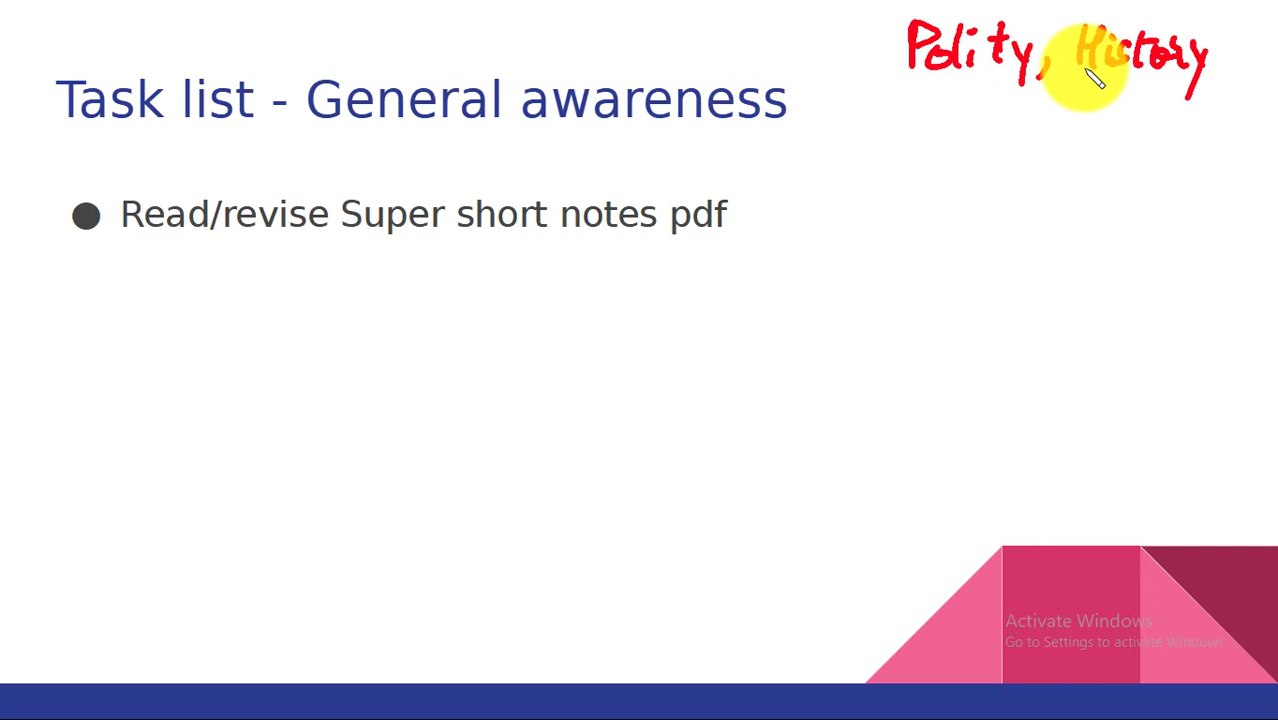 Polity, History
Task list - General awareness
● Read/revise Super short notes pdf
Activate Windows
Go to Settings to activate Windows.